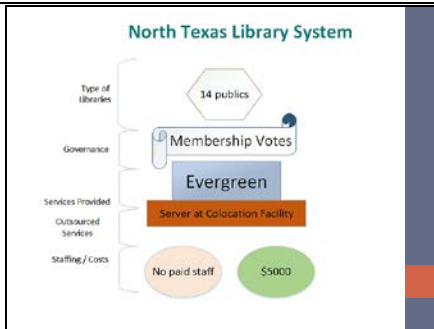 North Texas Library System
Type of
Libraries
14 publics
Governance
Membership Votes
Evergreen
Services Provided
Server at Colocation Facility
Outsourced
Services
Staffing / Costs
No paid staff
$5000